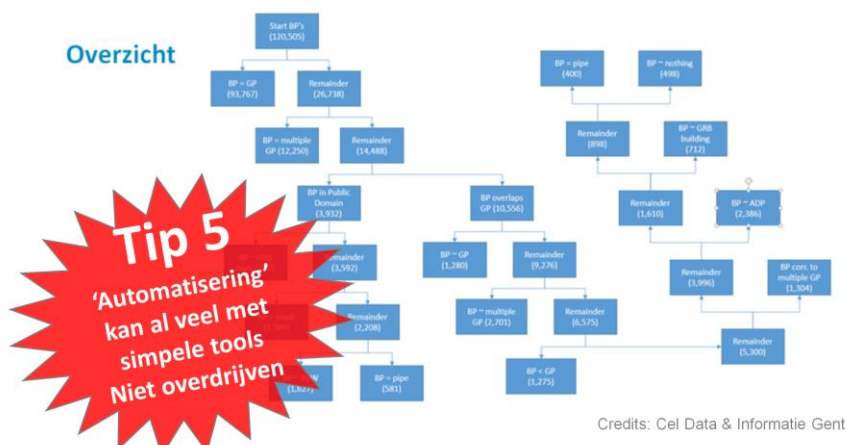 Overzicht
Start BP's
(120,505)
BP = GP
(93,767)
Remainder
(26,738)
BP = multiple
GP (12,250)
Remainder
(14,488)
BP in Public
Domain
(3,932)
BP overlaps
GP (10,556)
Remainder
(3,592)
BP ~ GP
(1,280)
Remainder
(9,276)
Remainder
(2,208)
BP ~ multiple
GP (2,701)
Remainder
(6,575)
(1,627)
BP = pipe
(581)
BP < GP
(1,275)
Remainder
(5,300)
BP = pipe
(400)
BP ~ nothing
(498)
Remainder
(898)
BP ~ GRB
building
(712)
Remainder
(1,610)
BP ~ ADP
(2,386)
Remainder
(3,996)
BP corr. to
multiple GP
(1,304)
Tip 5
'Automatisering'
kan al veel met
simpele tools
Niet overdrijven
Credits: Cel Data & Informatie Gent